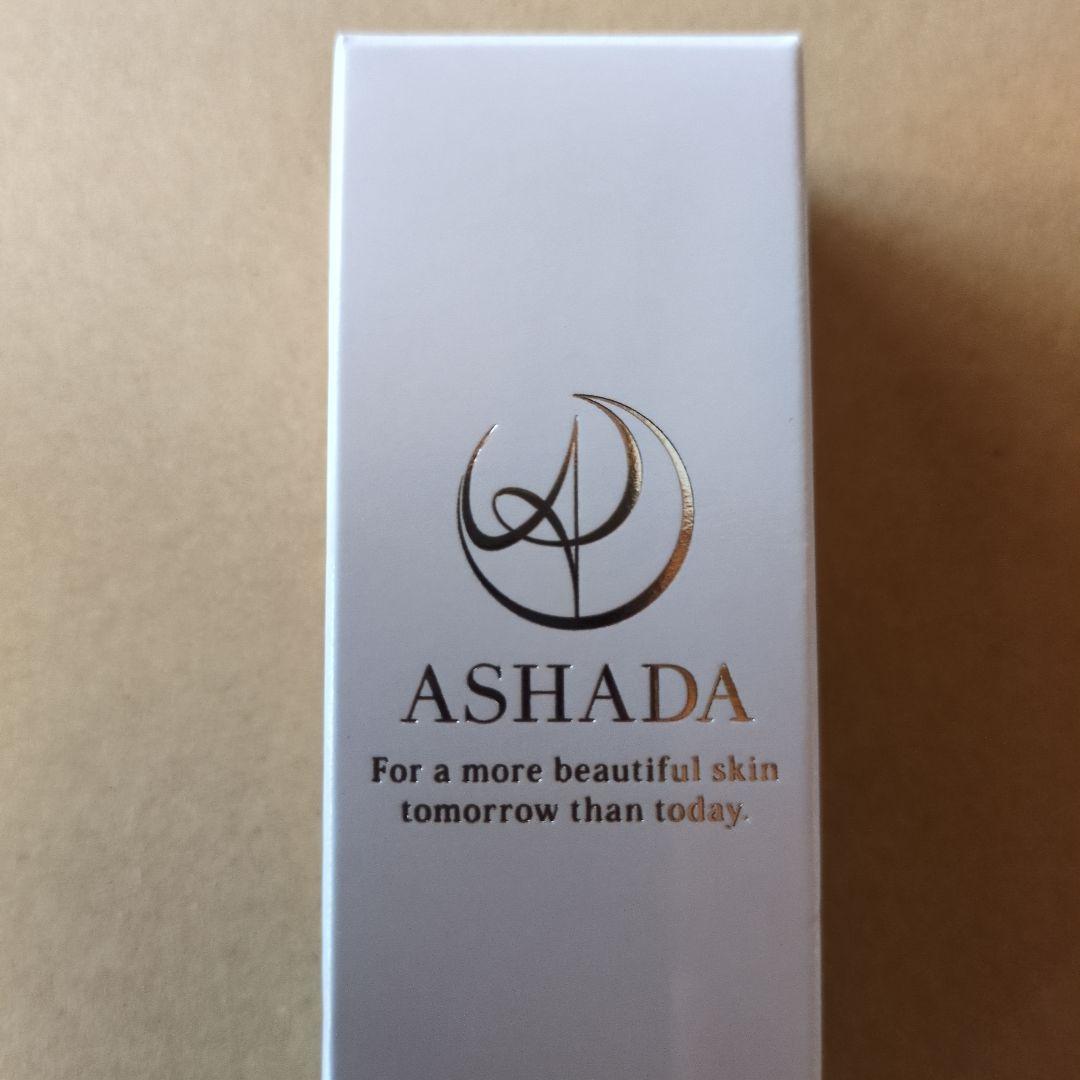 ASHADA
For a more beautiful skin
tomorrow than today.